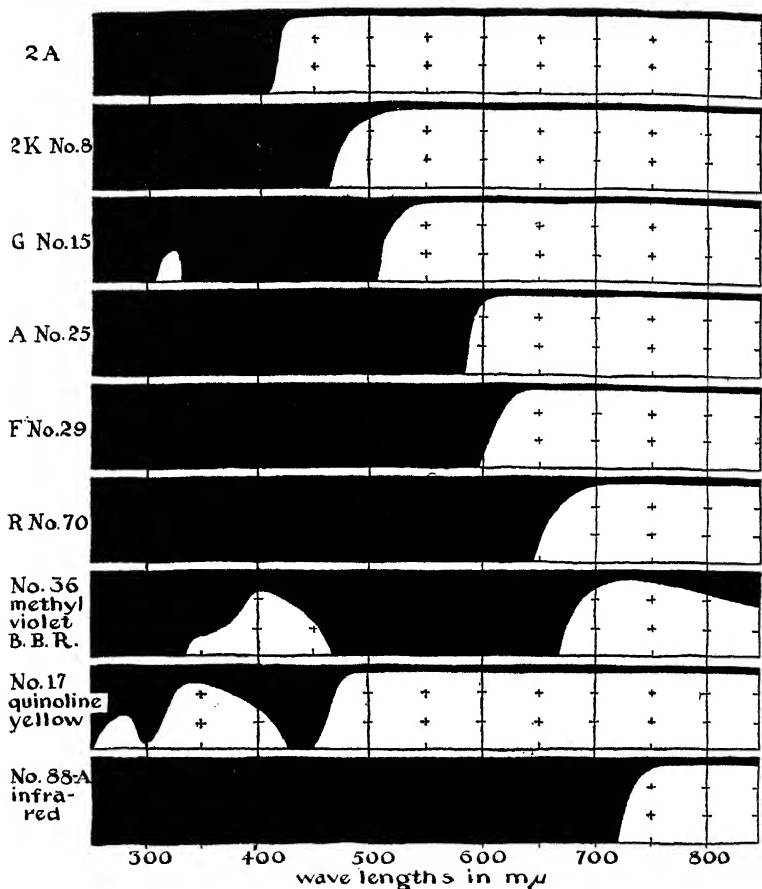 2A
2K No.8
G No.15
A No.25
F No.29
R No.70
No.36
methyl
violet
B.B.R.
No.17
quinoline
yellow
No.88-A
infra-
red
300 400 500 600 700 800
wave lengths in mμ